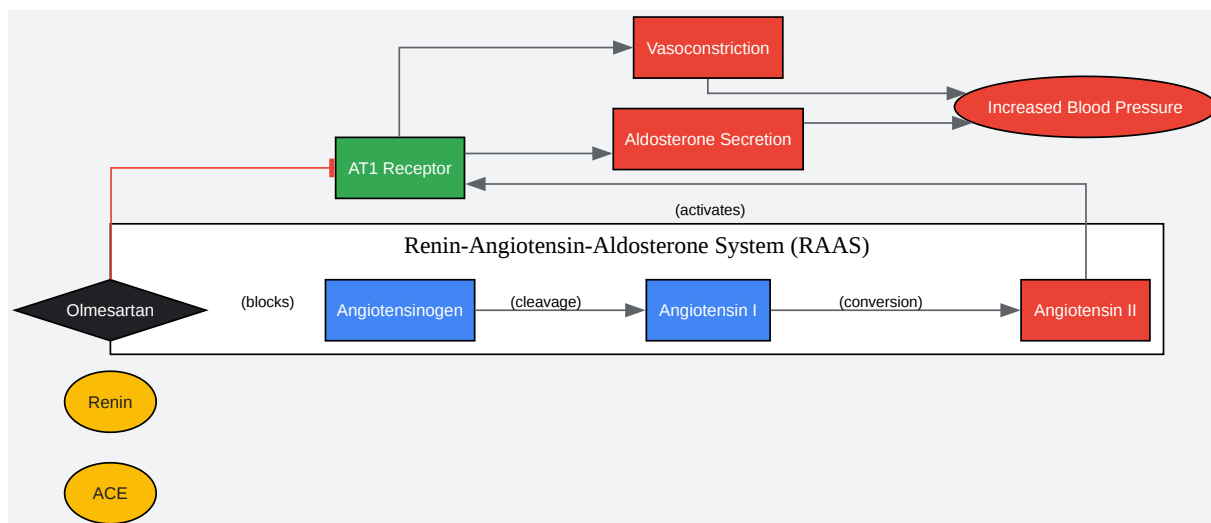 Vasoconstriction
Increased Blood Pressure
Aldosterone Secretion
AT1 Receptor
(activates)
Renin-Angiotensin-Aldosterone System (RAAS)
Olmesartan
(blocks)
Angiotensinogen
(cleavage)
Angiotensin I
(conversion)
Angiotensin II
Renin
ACE